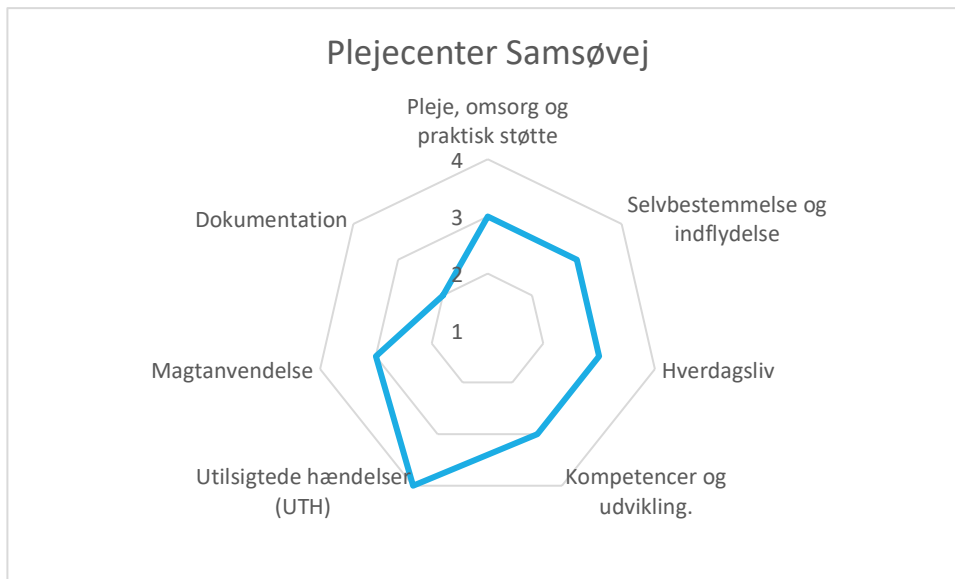 Plejecenter Samsøvej
Pleje, omsorg og
praktisk støtte
4
Selvbestemmelse og
indflydelse
Dokumentation
3
2
1
Magtanvendelse
Hverdagsliv
Utilsigtede hændelser
(UTH)
Kompetencer og
udvikling.